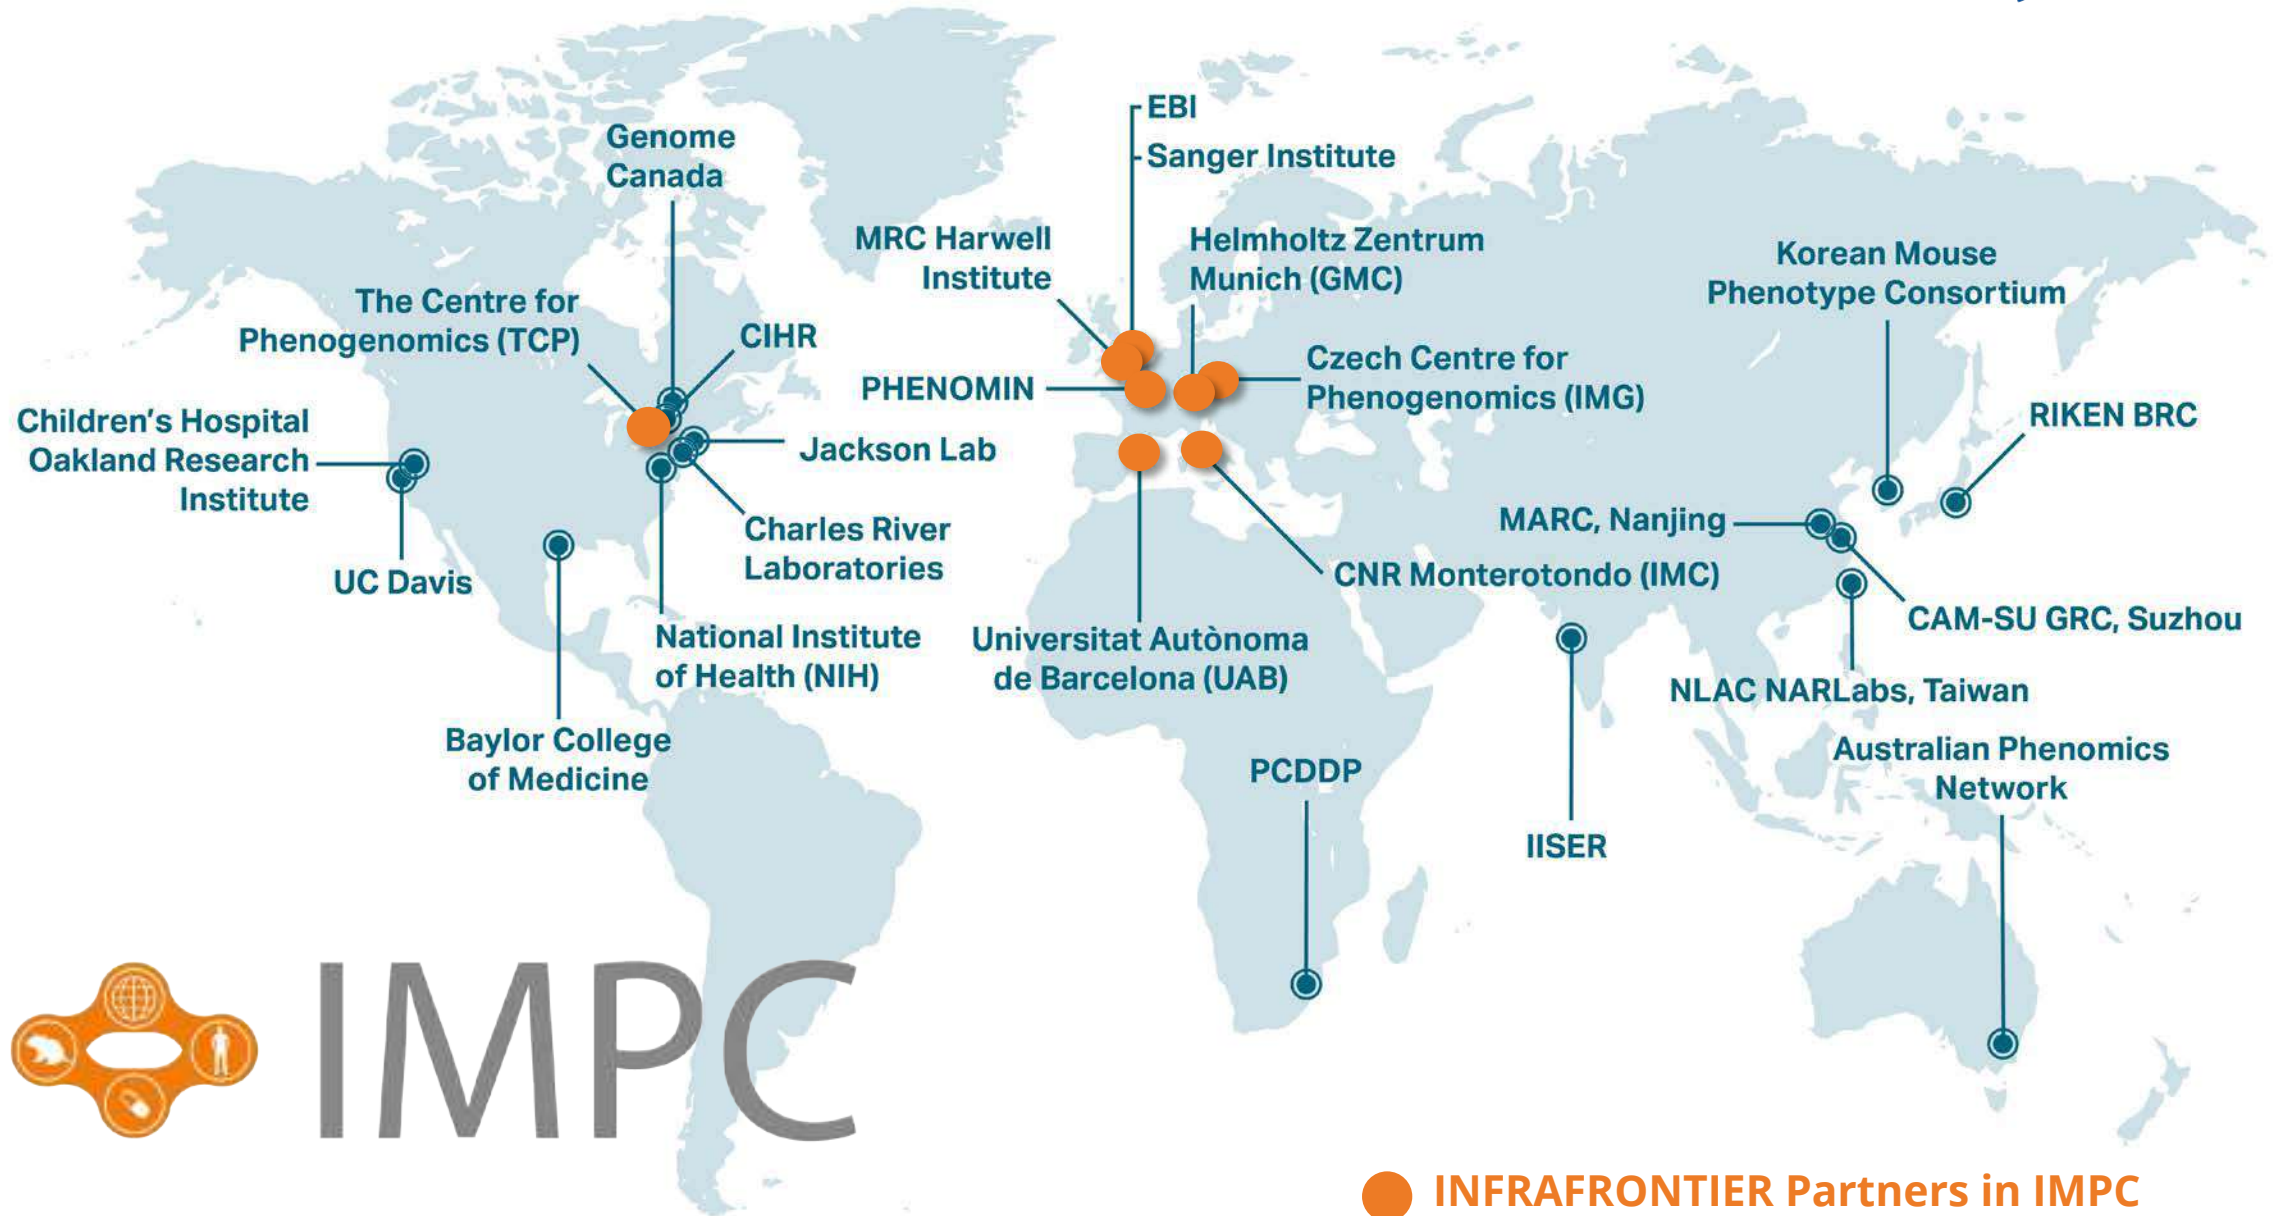 EBI
Sanger Institute
Genome
Canada
MRC Harwell
Institute
Helmholtz Zentrum
Munich (GMC)
Korean Mouse
Phenotype Consortium
The Centre for
Phenogenomics (TCP)
CIHR
PHENOMIN
Czech Centre for
Phenogenomics (IMG)
Children's Hospital
Oakland Research
Institute
RIKEN BRC
Jackson Lab
Charles River
Laboratories
MARC, Nanjing
UC Davis
CNR Monterotondo (IMC)
CAM-SU GRC, Suzhou
National Institute
of Health (NIH)
Universitat Autònoma
de Barcelona (UAB)
NLAC NARLabs, Taiwan
Baylor College
of Medicine
PCDDP
Australian Phenomics
Network
IISER
IMPC
INFRAFRONTIER Partners in IMPC